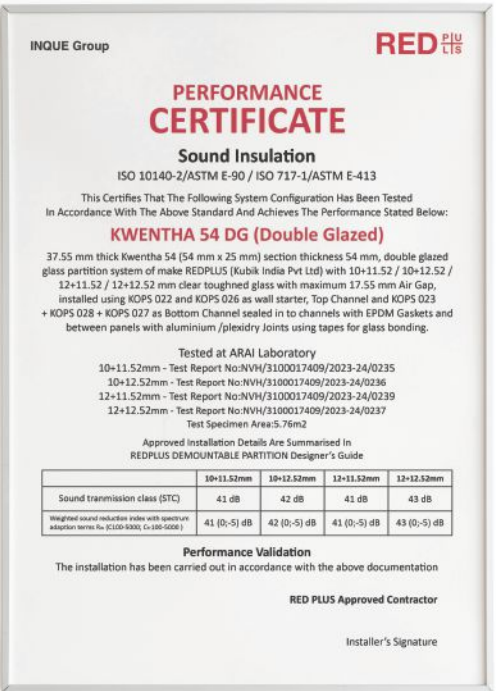 INQUE Group
RED PLUS
PERFORMANCE
CERTIFICATE
Sound Insulation
ISO 10140-2/ASTM E-90 / ISO 717-1/ASTM E-413
This Certifies That The Following System Configuration Has Been Tested
In Accordance With The Above Standard And Achieves The Performance Stated Below:
KWENTHA 54 DG (Double Glazed)
37.55 mm thick Kwentha 54 (54 mm x 25 mm) section thickness 54 mm, double glazed
glass partition system of make REDPLUS (Kubik India Pvt Ltd) with 10+11.52 / 10+12.52 /
12+11.52 / 12+12.52 mm clear toughned glass with maximum 17.55 mm Air Gap,
installed using KOPS 022 and KOPS 026 as wall starter, Top Channel and KOPS 023
+ KOPS 028 + KOPS 027 as Bottom Channel sealed in to channels with EPDM Gaskets and
between panels with aluminium /plexidry Joints using tapes for glass bonding.
Tested at ARAI Laboratory
10+11.52mm - Test Report No:NVH/3100017409/2023-24/0235
10+12.52mm - Test Report No:NVH/3100017409/2023-24/0236
12+11.52mm - Test Report No:NVH/3100017409/2023-24/0239
12+12.52mm - Test Report No:NVH/3100017409/2023-24/0237
Test Specimen Area:5.76m2
Approved Installation Details Are Summarised In
REDPLUS DEMOUNTABLE PARTITION Designer's Guide
10+11.52mm 10+12.52mm 12+11.52mm 12+12.52mm
Sound tranmission class (STC) 41 dB 42 dB 41 dB 43 dB
Weighted sound reduction index with spectrum
adaption terms Rw (C100-5000; Ctr100-5000 ) 41 (0;-5) dB 42 (0;-5) dB 41 (0;-5) dB 43 (0;-5) dB
Performance Validation
The installation has been carried out in accordance with the above documentation
RED PLUS Approved Contractor
Installer's Signature